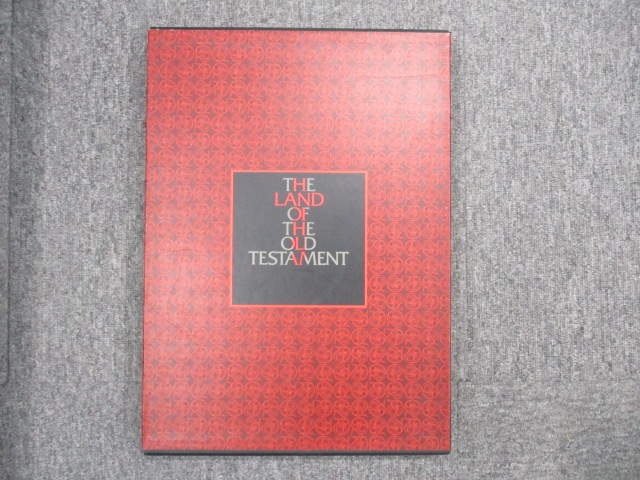 THE
LAND
OF
THE
OLD
TESTAMENT